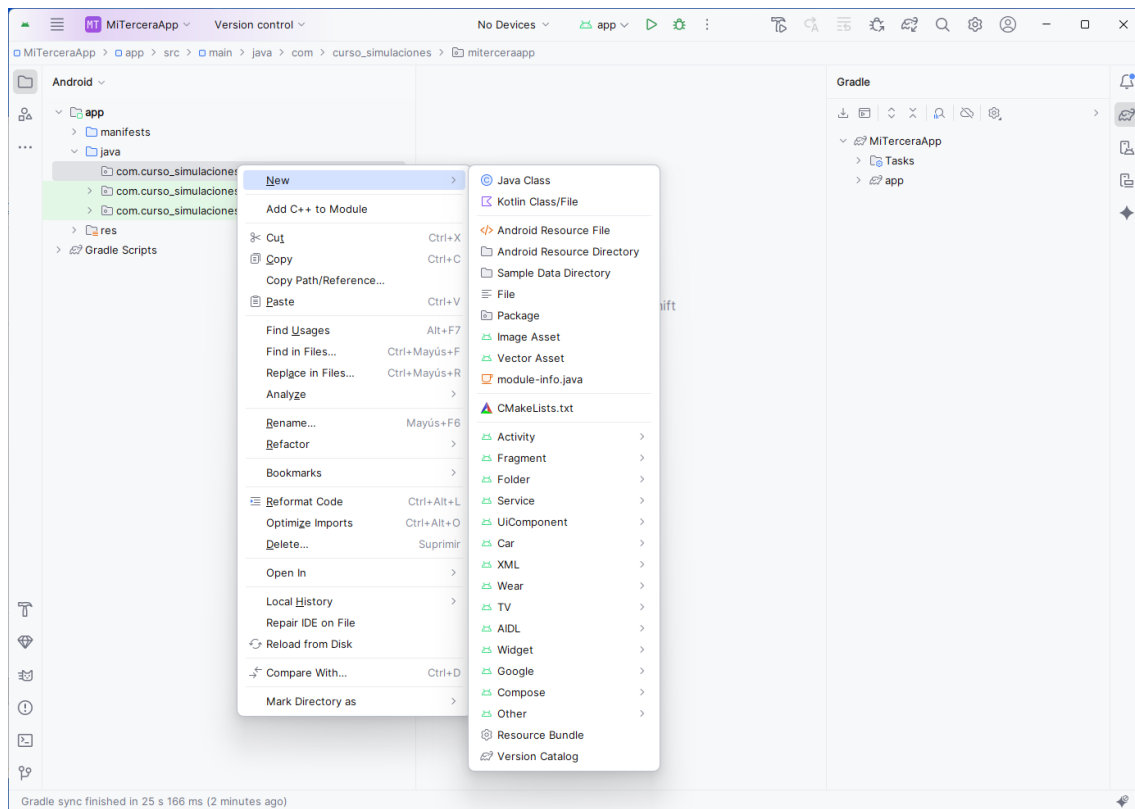 MT MiTerceraApp Version control No Devices app
MiTerceraApp > app > src > main > java > com > curso_simulaciones > miterceraapp
Android
app
manifests
java
com.curso_simulaciones
com.curso_simulaciones
com.curso_simulaciones
res
Gradle Scripts
New
Add C++ to Module
Cut Ctrl+X
Copy Ctrl+C
Copy Path/Reference...
Paste Ctrl+V
Find Usages Alt+F7
Find in Files... Ctrl+Mayús+F
Replace in Files... Ctrl+Mayús+R
Analyze
Rename... Mayús+F6
Refactor
Bookmarks
Reformat Code Ctrl+Alt+L
Optimize Imports Ctrl+Alt+O
Delete... Suprimir
Open In
Local History
Repair IDE on File
Reload from Disk
Compare With... Ctrl+D
Mark Directory as
Java Class
Kotlin Class/File
Android Resource File
Android Resource Directory
Sample Data Directory
File
Package
Image Asset
Vector Asset
module-info.java
CMakeLists.txt
Activity
Fragment
Folder
Service
UiComponent
Car
XML
Wear
TV
AIDL
Widget
Google
Compose
Other
Resource Bundle
Version Catalog
Gradle
MiTerceraApp
Tasks
app
Gradle sync finished in 25 s 166 ms (2 minutes ago)